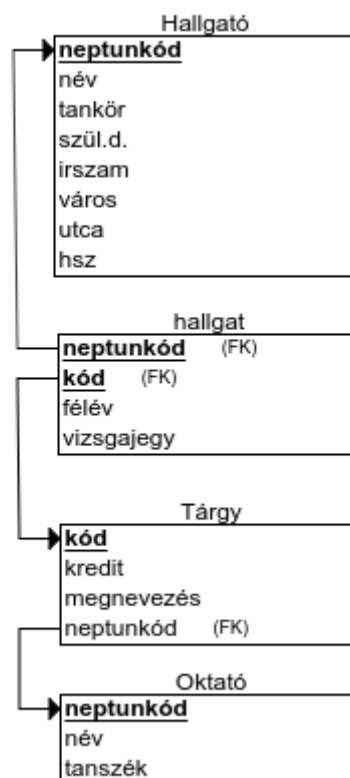 Hallgató
neptunkód
név
tankör
szül.d.
irszam
város
utca
hsz
hallgat
neptunkód (FK)
kód (FK)
félév
vizsgajegy
Tárgy
kód
kredit
megnevezés
neptunkód (FK)
Oktató
neptunkód
név
tanszék